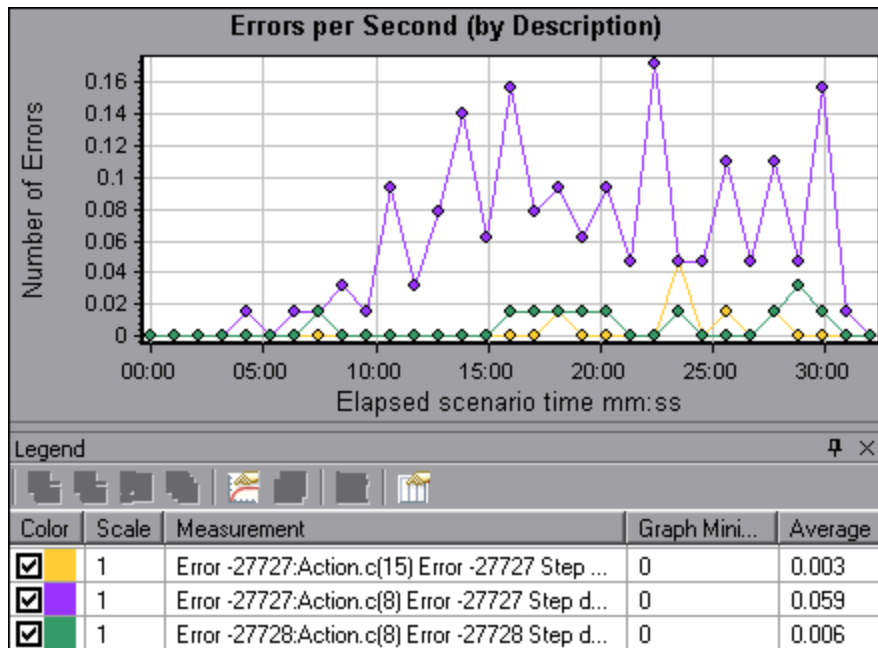 Errors per Second (by Description)
Number of Errors
0.16
0.14
0.12
0.1
0.08
0.06
0.04
0.02
0
00:00 05:00 10:00 15:00 20:00 25:00 30:00
Elapsed scenario time mm:ss
Legend
Color Scale Measurement Graph Mini... Average
1 Error -27727:Action.c(15) Error -27727 Step ... 0 0.003
1 Error -27727:Action.c(8) Error -27727 Step d... 0 0.059
1 Error -27728:Action.c(8) Error -27728 Step d... 0 0.006